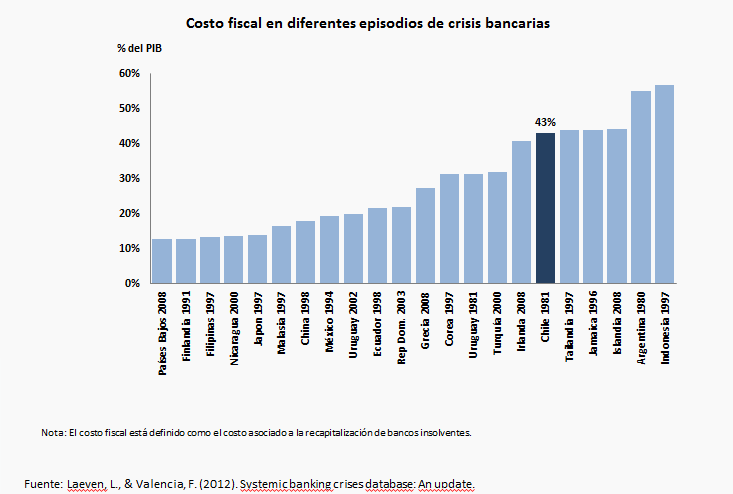 Costo fiscal en diferentes episodios de crisis bancarias
% del PIB
60%
50%
40%
30%
20%
10%
0%
43%
Países Bajos 2008
Finlandia 1991
Filipinas 1997
Nicaragua 2000
Japon 1997
Malasia 1997
China 1998
México 1994
Uruguay 2002
Ecuador 1998
Rep Dom. 2003
Grecia 2008
Corea 1997
Uruguay 1981
Turquia 2000
Irlanda 2008
Chile 1981
Tailandia 1997
Jamaica 1996
Islandia 2008
Argentina 1980
Indonesia 1997
Nota: El costo fiscal está definido como el costo asociado a la recapitalización de bancos insolventes.
Fuente: Laeven, L., & Valencia, F. (2012). Systemic banking crises database: An update.